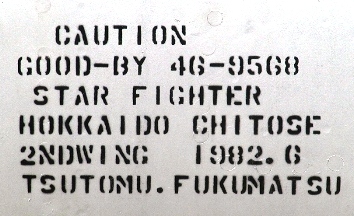 CAUTION
GOOD-BY 46-9568
STAR FIGHTER
HOKKAIDO CHITOSE
2NDWING 1982.6
TSUTOMU.FUKUMATSU